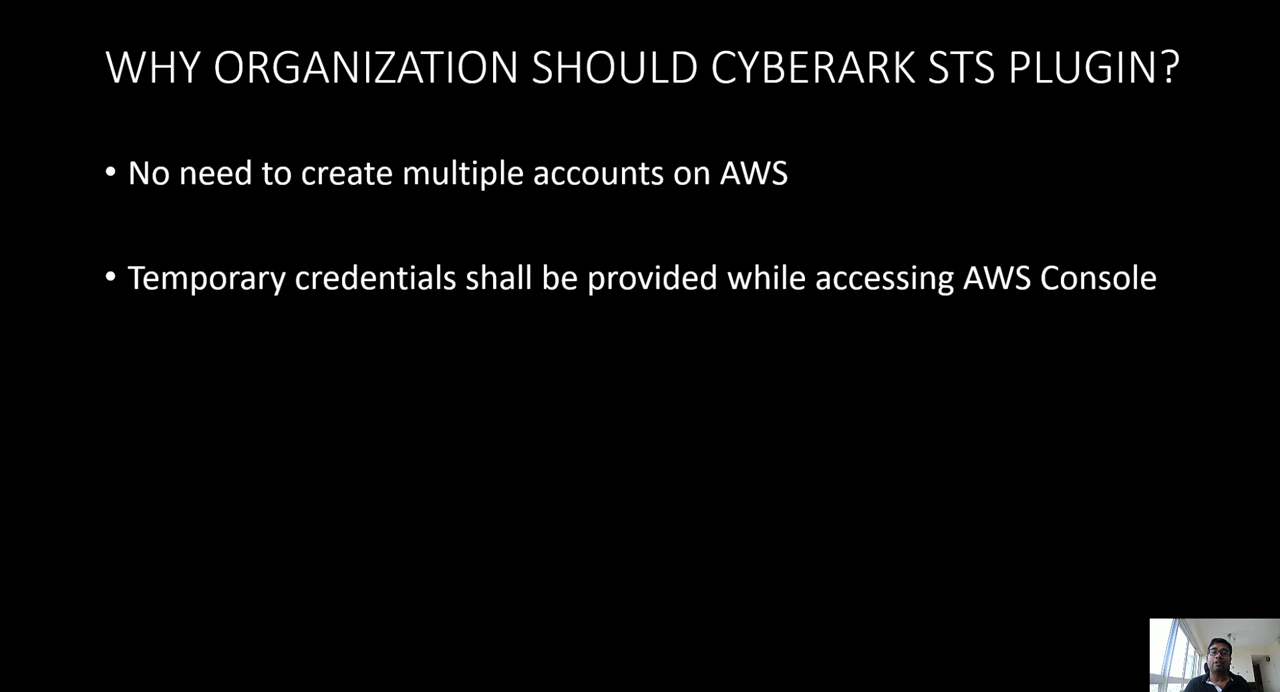 WHY ORGANIZATION SHOULD CYBERARK STS PLUGIN?
• No need to create multiple accounts on AWS
• Temporary credentials shall be provided while accessing AWS Console